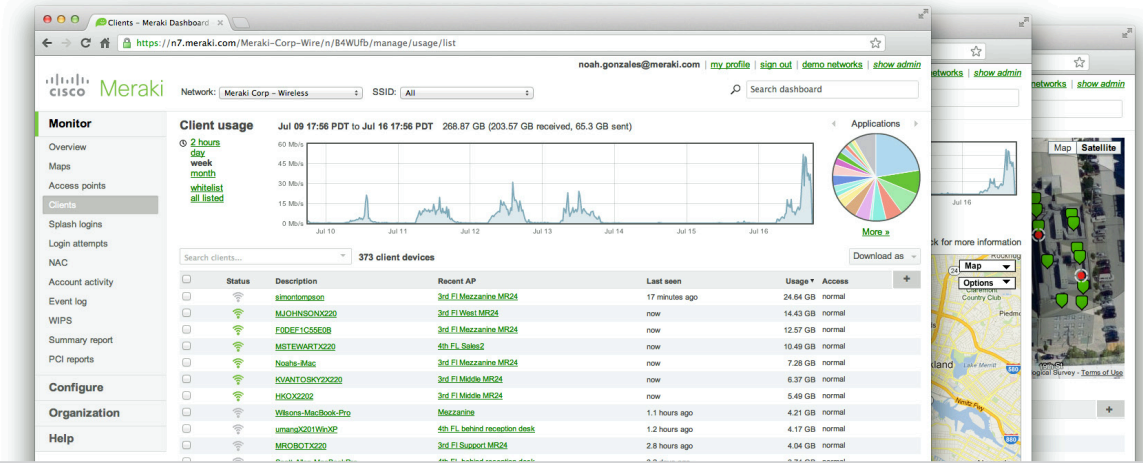 Clients – Meraki Dashboard
https://n7.meraki.com/Meraki-Corp-Wire/n/B4WUfb/manage/usage/list
noah.gonzales@meraki.com | my profile | sign out | demo networks | show admin
CISCO Meraki
Network: Meraki Corp – Wireless SSID: All Search dashboard
Monitor
Overview
Maps
Access points
Clients
Splash logins
Login attempts
NAC
Account activity
Event log
WIPS
Summary report
PCI reports
Configure
Organization
Help
Client usage Jul 09 17:56 PDT to Jul 16 17:56 PDT 268.87 GB (203.57 GB received, 65.3 GB sent)
2 hours
day
week
month
whitelist
all listed
60 Mb/s
45 Mb/s
30 Mb/s
15 Mb/s
0 Mb/s
Jul 10 Jul 11 Jul 12 Jul 13 Jul 14 Jul 15 Jul 16
Applications
More »
Search clients... 373 client devices Download as
Status Description Recent AP Last seen Usage Access +
simontompson 3rd Fl Mezzanine MR24 17 minutes ago 24.64 GB normal
MJOHNSONX220 3rd Fl West MR24 now 14.43 GB normal
F0DEF1C55E0B 3rd Fl Mezzanine MR24 now 12.57 GB normal
MSTEWARTX220 4th FL Sales2 now 10.49 GB normal
Noahs-iMac 3rd Fl Mezzanine MR24 now 7.28 GB normal
KVANTOSKY2X220 3rd Fl Middle MR24 now 6.37 GB normal
HKOX2202 3rd Fl Middle MR24 now 5.49 GB normal
Wilsons-MacBook-Pro Mezzanine 1.1 hours ago 4.21 GB normal
umangX201WinXP 4th FL behind reception desk 1.2 hours ago 4.17 GB normal
MROBOTX220 3rd Fl Support MR24 2.8 hours ago 4.04 GB normal
etworks | show admin
Jul 16
ck for more information
Map
Options
24
Claremont
Country Club
Piedm
land
Lake Merritt
580
Nimitz Fwy
networks | show admin
Map Satellite
ological Survey - Terms of Use
+